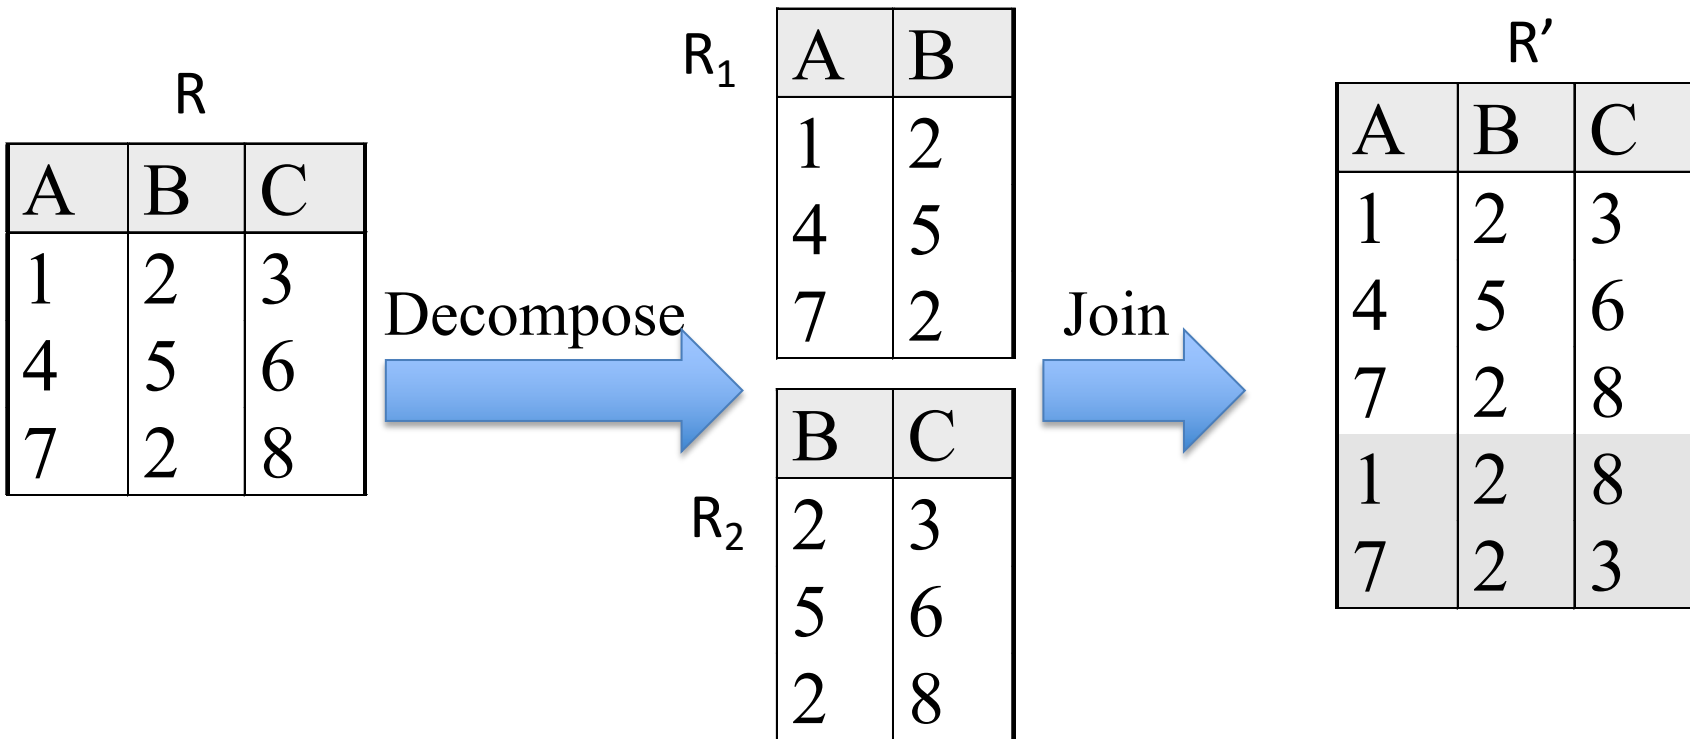 R
A B C
1 2 3
4 5 6
7 2 8
Decompose
R₁
A B
1 2
4 5
7 2
R₂
B C
2 3
5 6
2 8
Join
R’
A B C
1 2 3
4 5 6
7 2 8
1 2 8
7 2 3